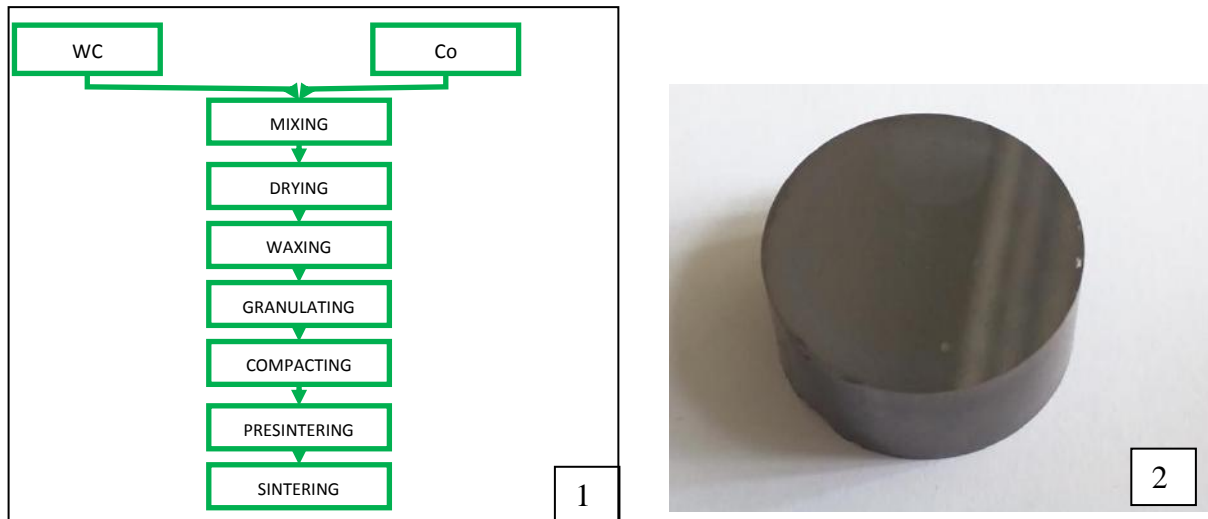 WC
Co
MIXING
DRYING
WAXING
GRANULATING
COMPACTING
PRESINTERING
SINTERING
1
2